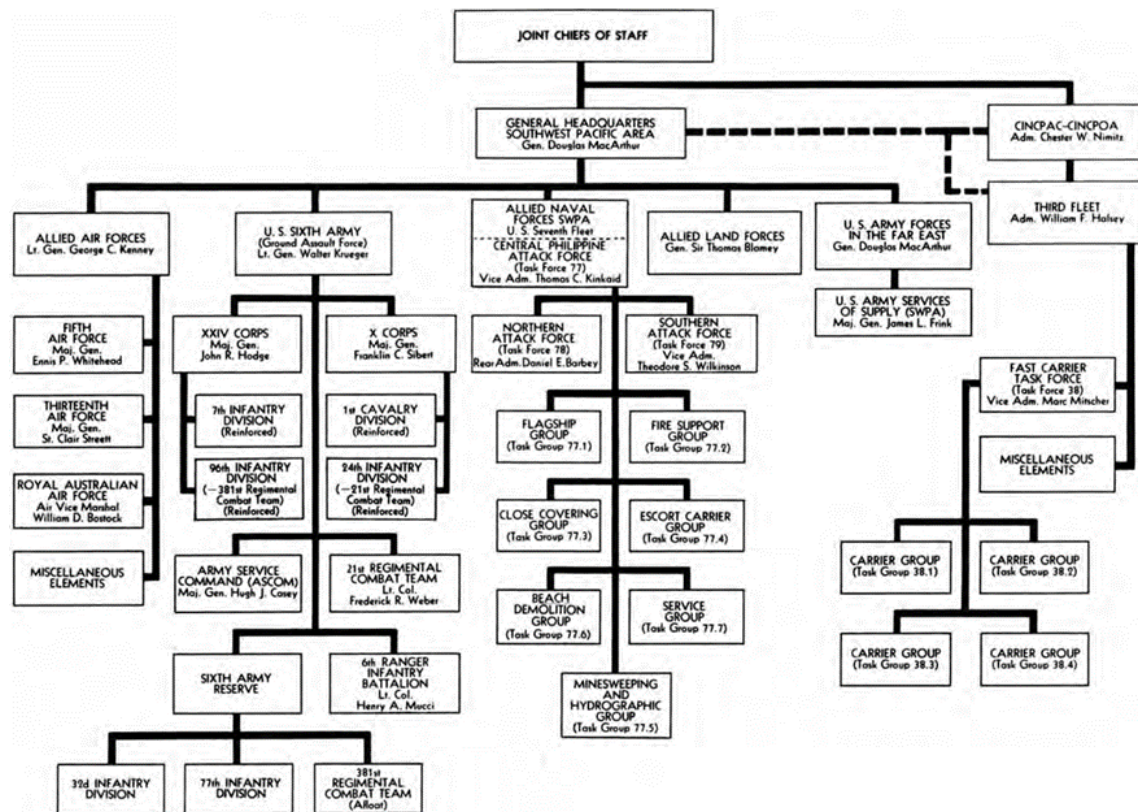 JOINT CHIEFS OF STAFF
GENERAL HEADQUARTERS
SOUTHWEST PACIFIC AREA
Gen. Douglas MacArthur
CINCPAC-CINCPOA
Adm. Chester W. Nimitz
ALLIED AIR FORCES
Lt. Gen. George C. Kenney
U. S. SIXTH ARMY
(Ground Assault Force)
Lt. Gen. Walter Krueger
ALLIED NAVAL
FORCES SWPA
U. S. Seventh Fleet
CENTRAL PHILIPPINE
ATTACK FORCE
(Task Force 77)
Vice Adm. Thomas C. Kinkaid
ALLIED LAND FORCES
Gen. Sir Thomas Blamey
U. S. ARMY FORCES
IN THE FAR EAST
Gen. Douglas MacArthur
THIRD FLEET
Adm. William F. Halsey
U. S. ARMY SERVICES
OF SUPPLY (SWPA)
Maj. Gen. James L. Frink
FIFTH
AIR FORCE
Maj. Gen.
Ennis P. Whitehead
XXIV CORPS
Maj. Gen.
John R. Hodge
X CORPS
Maj. Gen.
Franklin C. Sibert
NORTHERN
ATTACK FORCE
(Task Force 78)
Rear Adm. Daniel E. Barbey
SOUTHERN
ATTACK FORCE
(Task Force 79)
Vice Adm.
Theodore S. Wilkinson
FAST CARRIER
TASK FORCE
(Task Force 38)
Vice Adm. Marc Mitscher
THIRTEENTH
AIR FORCE
Maj. Gen.
St. Clair Streett
7th INFANTRY
DIVISION
(Reinforced)
1st CAVALRY
DIVISION
(Reinforced)
FLAGSHIP
GROUP
(Task Group 77.1)
FIRE SUPPORT
GROUP
(Task Group 77.2)
MISCELLANEOUS
ELEMENTS
ROYAL AUSTRALIAN
AIR FORCE
Air Vice Marshal
William D. Bostock
96th INFANTRY
DIVISION
(-381st Regimental
Combat Team)
(Reinforced)
24th INFANTRY
DIVISION
(-21st Regimental
Combat Team)
(Reinforced)
CLOSE COVERING
GROUP
(Task Group 77.3)
ESCORT CARRIER
GROUP
(Task Group 77.4)
MISCELLANEOUS
ELEMENTS
ARMY SERVICE
COMMAND (ASCOM)
Maj. Gen. Hugh J. Casey
21st REGIMENTAL
COMBAT TEAM
Lt. Col.
Frederick R. Weber
BEACH
DEMOLITION
GROUP
(Task Group 77.6)
SERVICE
GROUP
(Task Group 77.7)
CARRIER GROUP
(Task Group 38.1)
CARRIER GROUP
(Task Group 38.2)
SIXTH ARMY
RESERVE
6th RANGER
INFANTRY
BATTALION
Lt. Col.
Henry A. Mucci
MINESWEEPING
AND
HYDROGRAPHIC
GROUP
(Task Group 77.5)
CARRIER GROUP
(Task Group 38.3)
CARRIER GROUP
(Task Group 38.4)
32d INFANTRY
DIVISION
77th INFANTRY
DIVISION
381st
REGIMENTAL
COMBAT TEAM
(Afloat)